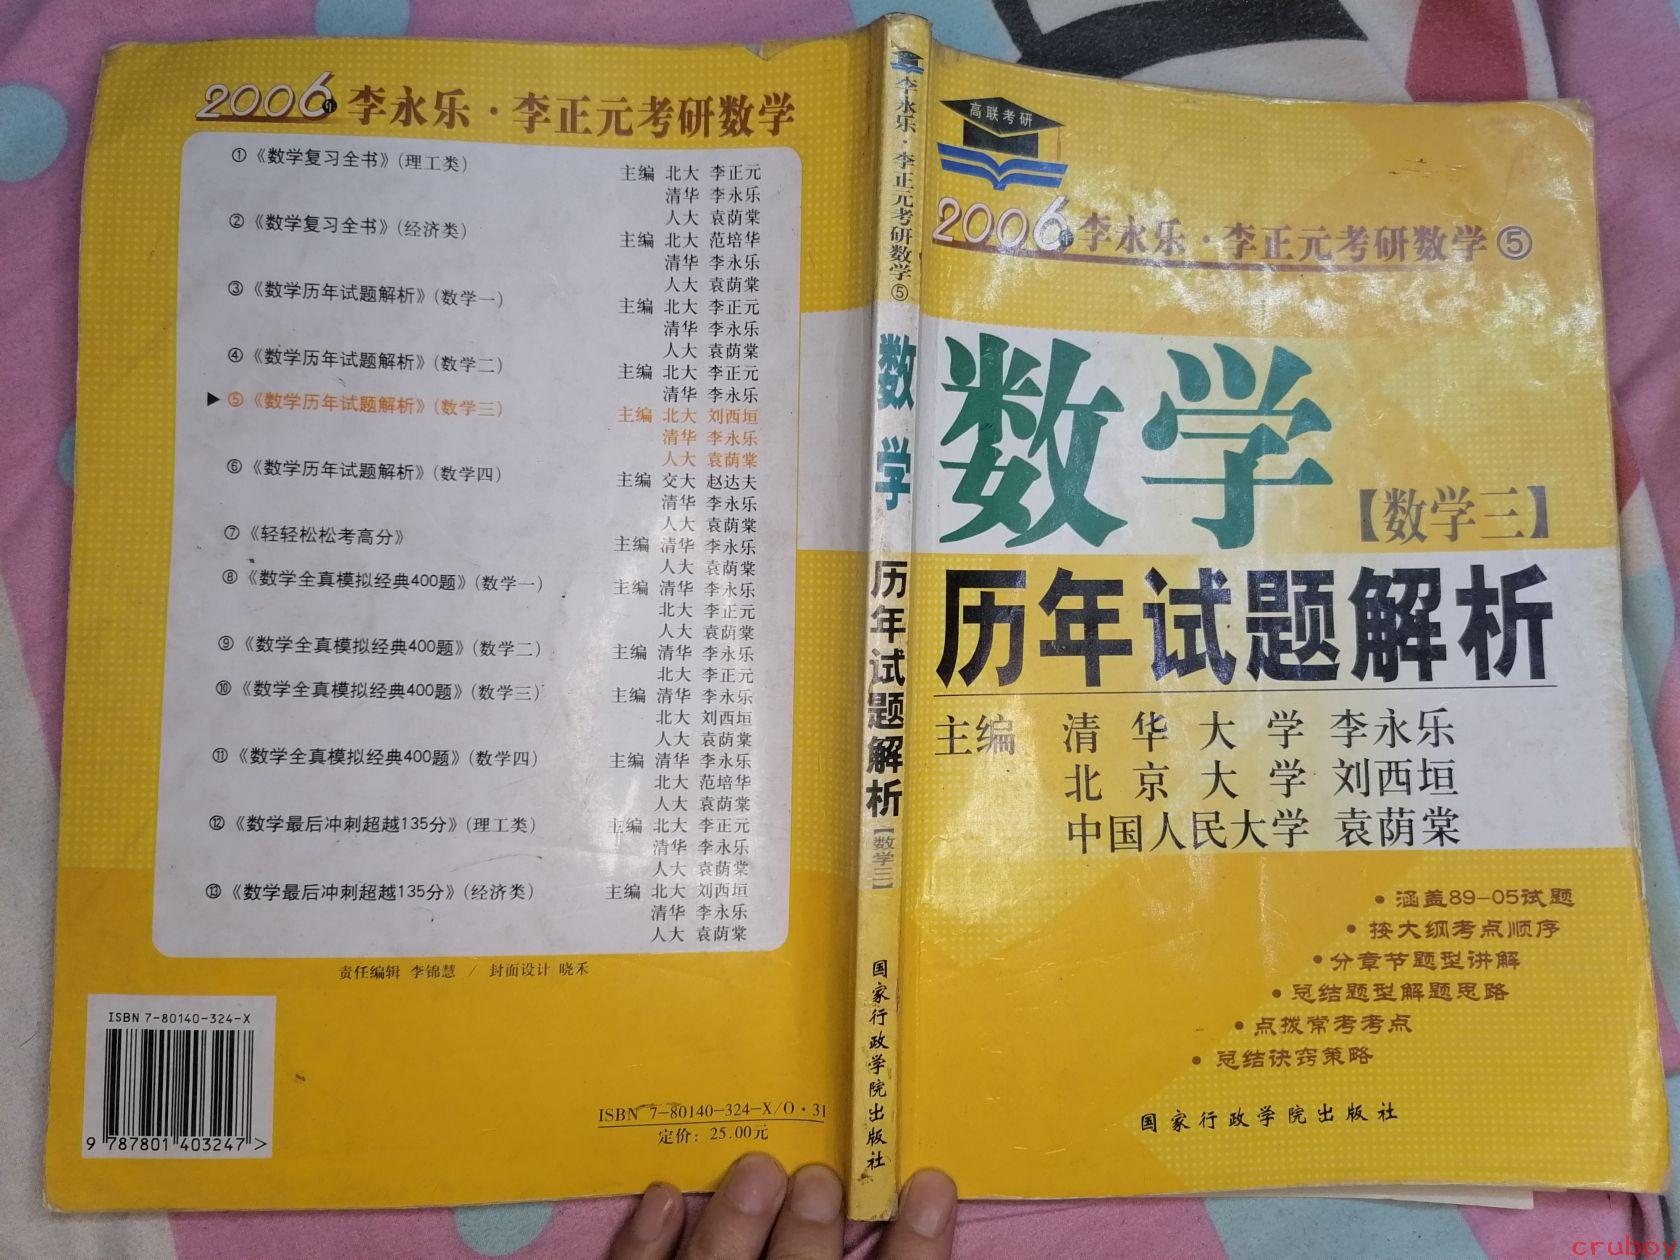 2006年李永乐·李正元考研数学
①《数学复习全书》(理工类)
主编 北大 李正元
清华 李永乐
人大 袁荫棠
②《数学复习全书》(经济类)
主编 北大 范培华
清华 李永乐
人大 袁荫棠
③《数学历年试题解析》(数学一)
主编 北大 李正元
清华 李永乐
人大 袁荫棠
④《数学历年试题解析》(数学二)
主编 北大 李正元
清华 李永乐
▶⑤《数学历年试题解析》(数学三)
主编 北大 刘西垣
清华 李永乐
人大 袁荫棠
⑥《数学历年试题解析》(数学四)
主编 交大 赵达夫
清华 李永乐
人大 袁荫棠
⑦《轻轻松松考高分》
主编 清华 李永乐
人大 袁荫棠
⑧《数学全真模拟经典400题》(数学一)
主编 清华 李永乐
北大 李正元
人大 袁荫棠
⑨《数学全真模拟经典400题》(数学二)
主编 清华 李永乐
北大 李正元
⑩《数学全真模拟经典400题》(数学三)
主编 清华 李永乐
北大 刘西垣
人大 袁荫棠
⑪《数学全真模拟经典400题》(数学四)
主编 清华 李永乐
北大 范培华
人大 袁荫棠
⑫《数学最后冲刺超越135分》(理工类)
主编 北大 李正元
清华 李永乐
人大 袁荫棠
⑬《数学最后冲刺超越135分》(经济类)
主编 北大 刘西垣
清华 李永乐
人大 袁荫棠
责任编辑 李锦慧 / 封面设计 晓禾
ISBN 7-80140-324-X
9 787801 403247 >
ISBN 7-80140-324-X/O·31
定价：25.00元
李永乐·李正元考研数学⑤
数学
历年试题解析
【数学三】
国家行政学院出版社
高联考研
2006年李永乐·李正元考研数学⑤
数学
【数学三】
历年试题解析
主编 清华大学 李永乐
北京大学 刘西垣
中国人民大学 袁荫棠
•涵盖89-05试题
•按大纲考点顺序
•分章节题型讲解
•总结题型解题思路
•点拨常考考点
•总结诀窍策略
国家行政学院出版社
cruboy